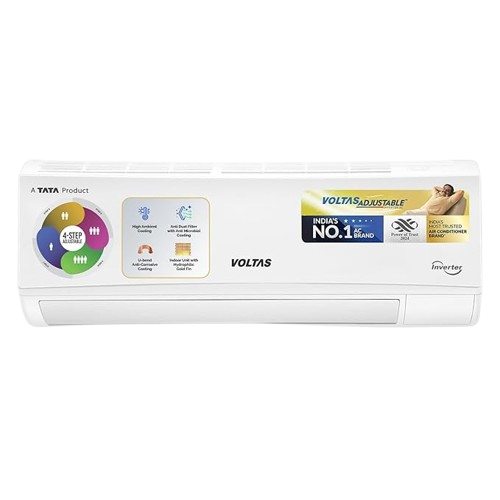 A TATA Product
4-STEP
ADJUSTABLE
High Ambient
Cooling
Anti Dust Filter
with Anti Microbial
Coating
U-bend
Anti-Corrosive
Coating
Indoor Unit with
Hydrophilic
Gold Fin
VOLTAS
VOLTAS ADJUSTABLE
INDIA'S
NO.1 AC
BRAND
Power of Trust
2024
INDIA'S
MOST TRUSTED
AIR CONDITIONER
BRAND
inverter